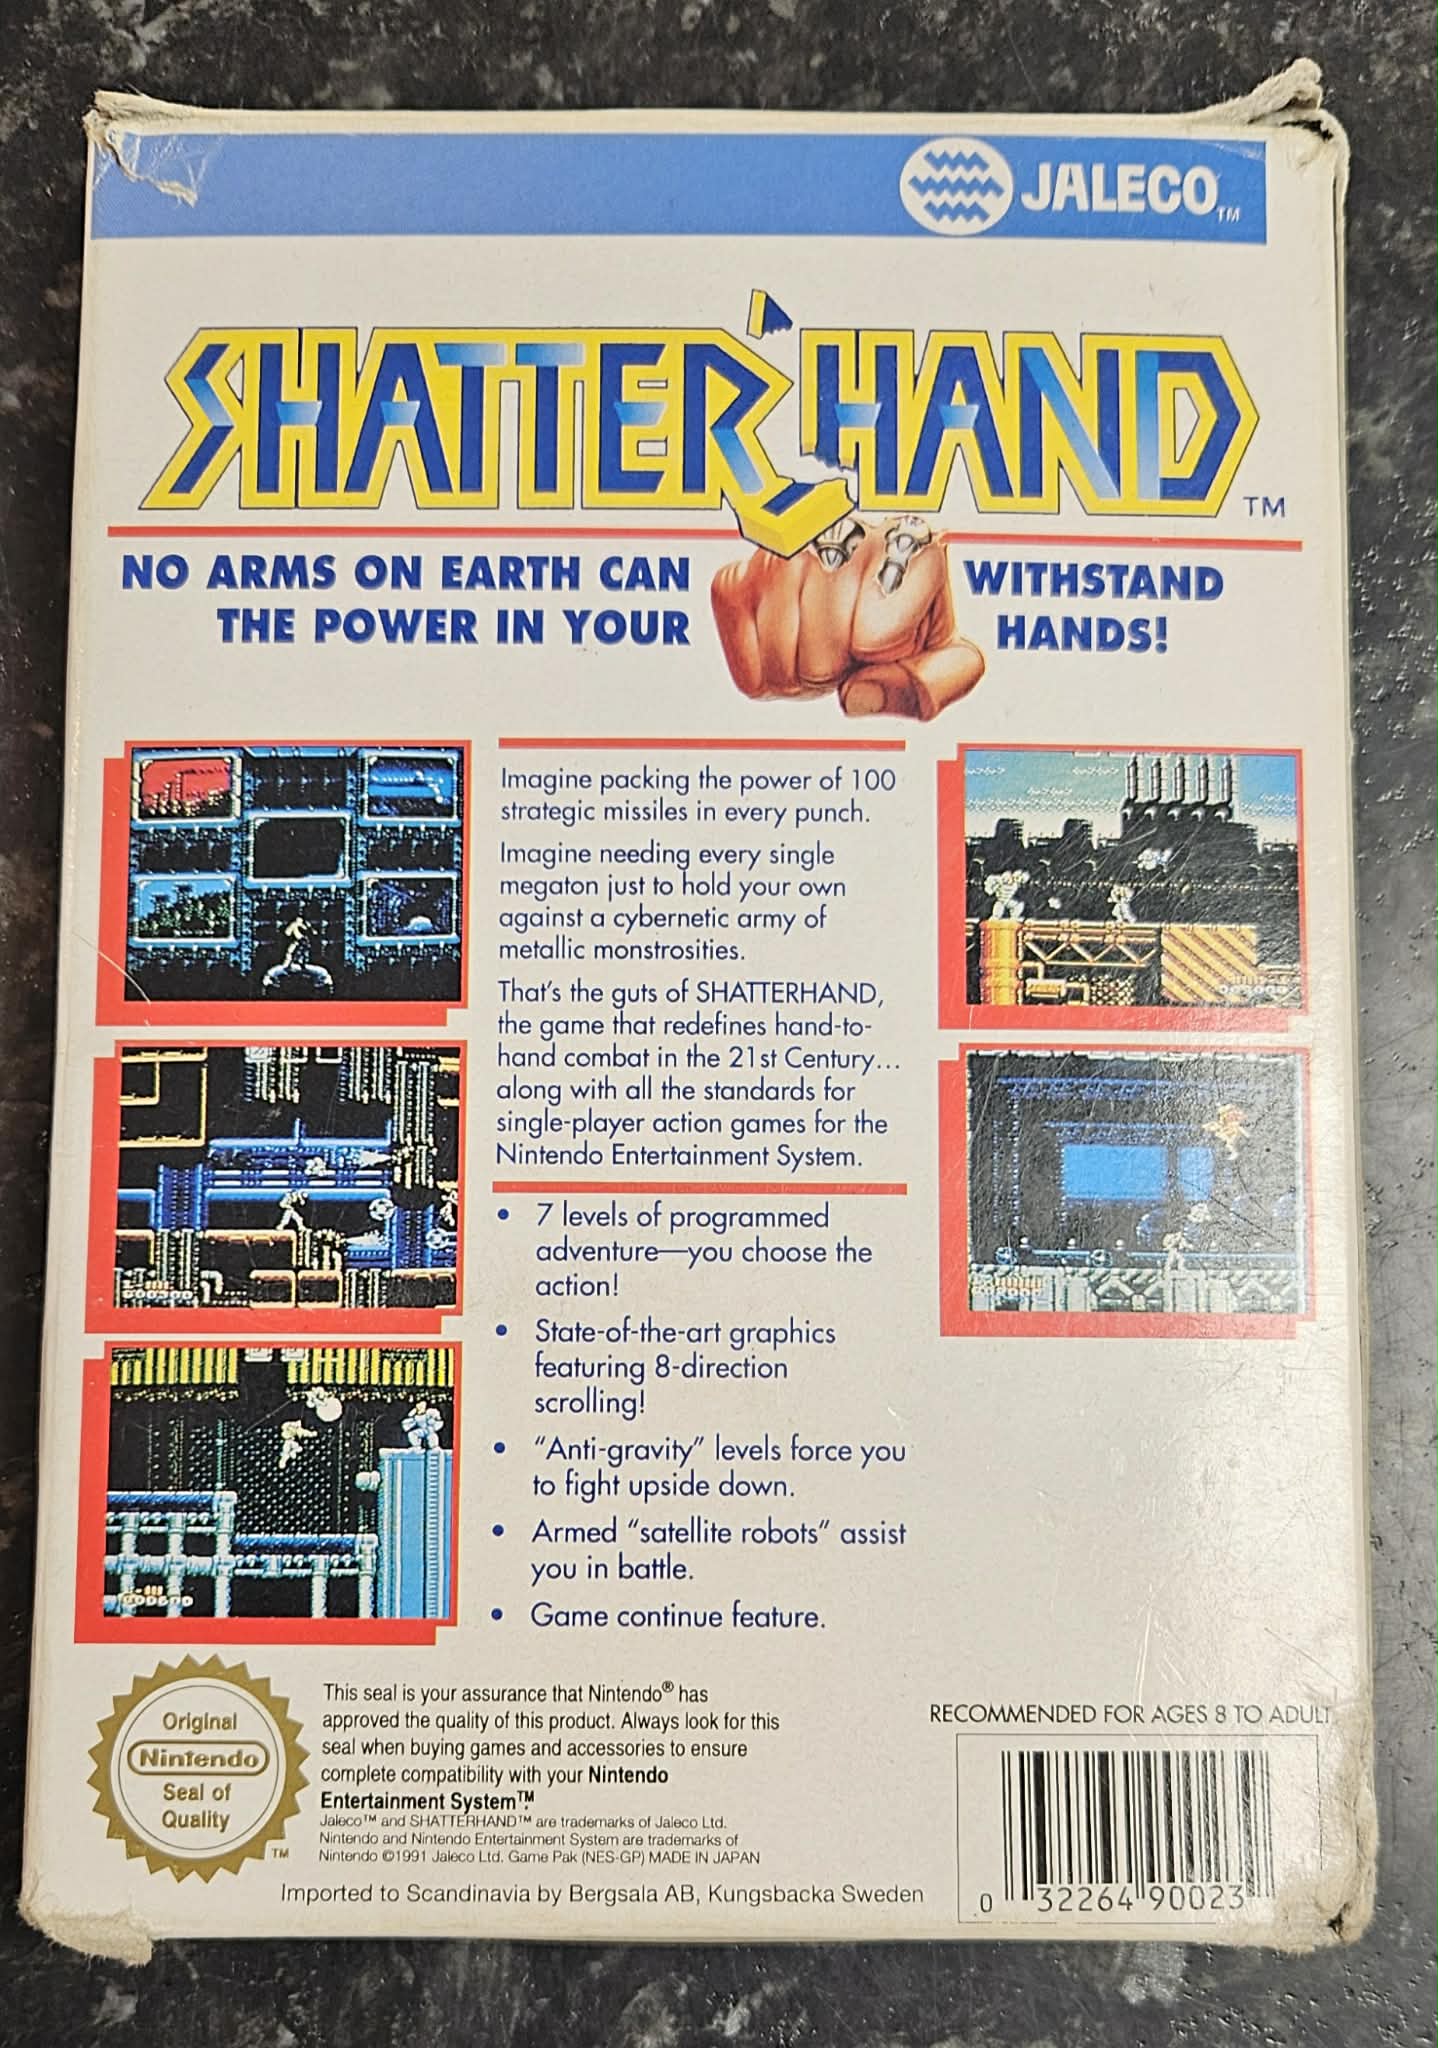 JALECO™
SHATTERHAND™
NO ARMS ON EARTH CAN WITHSTAND
THE POWER IN YOUR HANDS!
Imagine packing the power of 100
strategic missiles in every punch.
Imagine needing every single
megaton just to hold your own
against a cybernetic army of
metallic monstrosities.
That's the guts of SHATTERHAND,
the game that redefines hand-to-
hand combat in the 21st Century...
along with all the standards for
single-player action games for the
Nintendo Entertainment System.
• 7 levels of programmed
adventure—you choose the
action!
• State-of-the-art graphics
featuring 8-direction
scrolling!
• "Anti-gravity" levels force you
to fight upside down.
• Armed "satellite robots" assist
you in battle.
• Game continue feature.
Original
Nintendo
Seal of
Quality
TM
This seal is your assurance that Nintendo® has
approved the quality of this product. Always look for this
seal when buying games and accessories to ensure
complete compatibility with your Nintendo
Entertainment System™.
Jaleco™ and SHATTERHAND™ are trademarks of Jaleco Ltd.
Nintendo and Nintendo Entertainment System are trademarks of
Nintendo ©1991 Jaleco Ltd. Game Pak (NES-GP) MADE IN JAPAN
Imported to Scandinavia by Bergsala AB, Kungsbacka Sweden
RECOMMENDED FOR AGES 8 TO ADULT
0 32264 90023